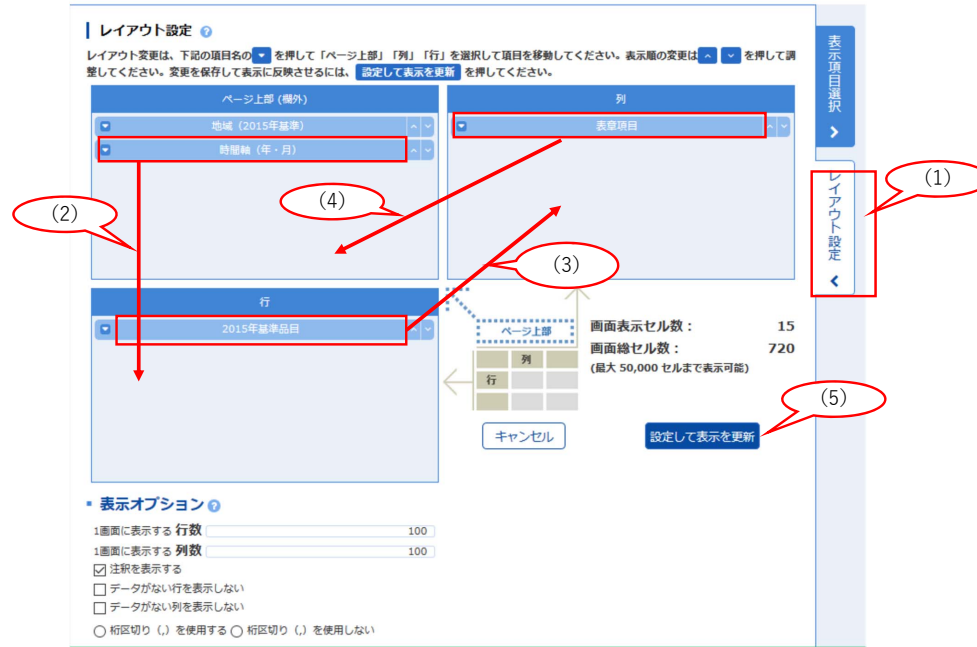 レイアウト設定 ?
レイアウト変更は、下記の項目名の を押して「ページ上部」「列」「行」を選択して項目を移動してください。表示順の変更は を押して調
整してください。変更を保存して表示に反映させるには、 設定して表示を更新 を押してください。
ページ上部 (欄外)
地域（2015年基準）
時間軸（年・月）
列
表章項目
行
2015年基準品目
(1)
(2)
(3)
(4)
(5)
表示項目選択
レイアウト設定
ページ上部
列
行
画面表示セル数： 15
画面総セル数： 720
(最大 50,000 セルまで表示可能)
キャンセル
設定して表示を更新
表示オプション ?
1画面に表示する 行数 100
1画面に表示する 列数 100
注釈を表示する
データがない行を表示しない
データがない列を表示しない
桁区切り（,）を使用する 桁区切り（,）を使用しない